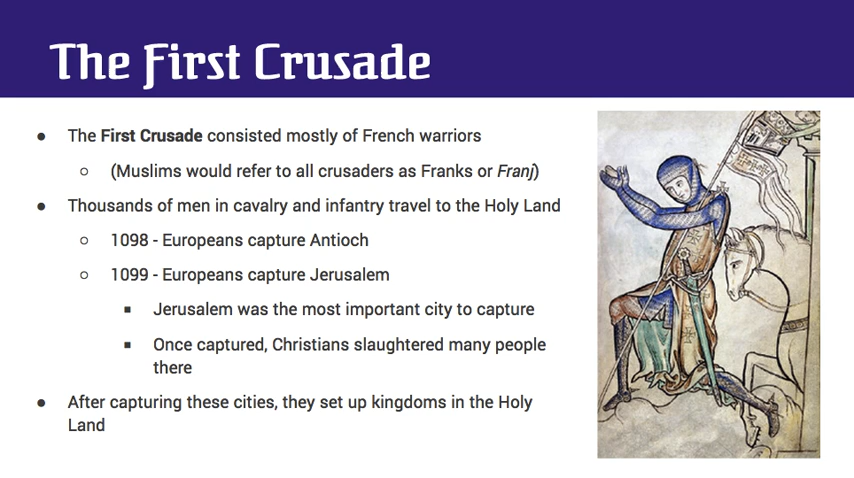 The First Crusade
● The First Crusade consisted mostly of French warriors
○ (Muslims would refer to all crusaders as Franks or Franj)
● Thousands of men in cavalry and infantry travel to the Holy Land
○ 1098 - Europeans capture Antioch
○ 1099 - Europeans capture Jerusalem
■ Jerusalem was the most important city to capture
■ Once captured, Christians slaughtered many people
there
● After capturing these cities, they set up kingdoms in the Holy
Land